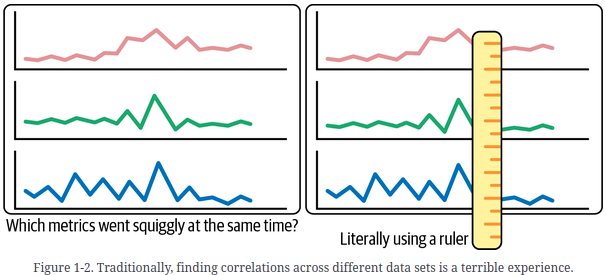 Which metrics went squiggly at the same time?
Literally using a ruler
Figure 1-2. Traditionally, finding correlations across different data sets is a terrible experience.